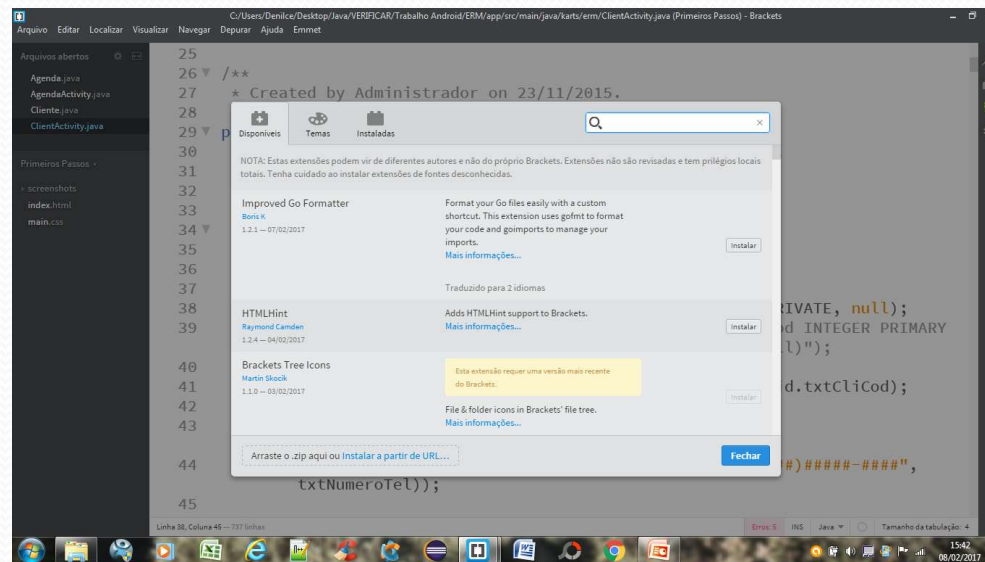 C:/Users/Denilce/Desktop/Java/VERIFICAR/Trabalho Android/ERM/app/src/main/java/karts/erm/ClientActivity.java (Primeiros Passos) - Brackets
Arquivo Editar Localizar Visualizar Navegar Depurar Ajuda Emmet
Arquivos abertos
Agenda.java
AgendaActivity.java
Cliente.java
ClientActivity.java
Primeiros Passos
screenshots
index.html
main.css
25
26 /**
27 * Created by Administrador on 23/11/2015.
28
29 p
30
31
32
33
34
35
36
37
38 RIVATE, null);
39 od INTEGER PRIMARY
l)");
40
41 d.txtCliCod);
42
43
44 ##)#####-####",
txtNumeroTel));
45
Disponíveis Temas Instaladas
NOTA: Estas extensões podem vir de diferentes autores e não do próprio Brackets. Extensões não são revisadas e tem prilégios locais
totais. Tenha cuidado ao instalar extensões de fontes desconhecidas.
Improved Go Formatter
Boris K
1.2.1 — 07/02/2017
Format your Go files easily with a custom
shortcut. This extension uses gofmt to format
your code and goimports to manage your
imports.
Mais informações...
Traduzido para 2 idiomas
Instalar
HTMLHint
Raymond Camden
1.2.4 — 04/02/2017
Adds HTMLHint support to Brackets.
Mais informações...
Instalar
Brackets Tree Icons
Martin Skocik
1.1.0 — 03/02/2017
Esta extensão requer uma versão mais recente
do Brackets.
File & folder icons in Brackets' file tree.
Mais informações...
Instalar
Arraste o .zip aqui ou Instalar a partir de URL...
Fechar
Linha 38, Coluna 45 — 737 linhas
Erros: 5 INS Java Tamanho da tabulação: 4
15:42
08/02/2017